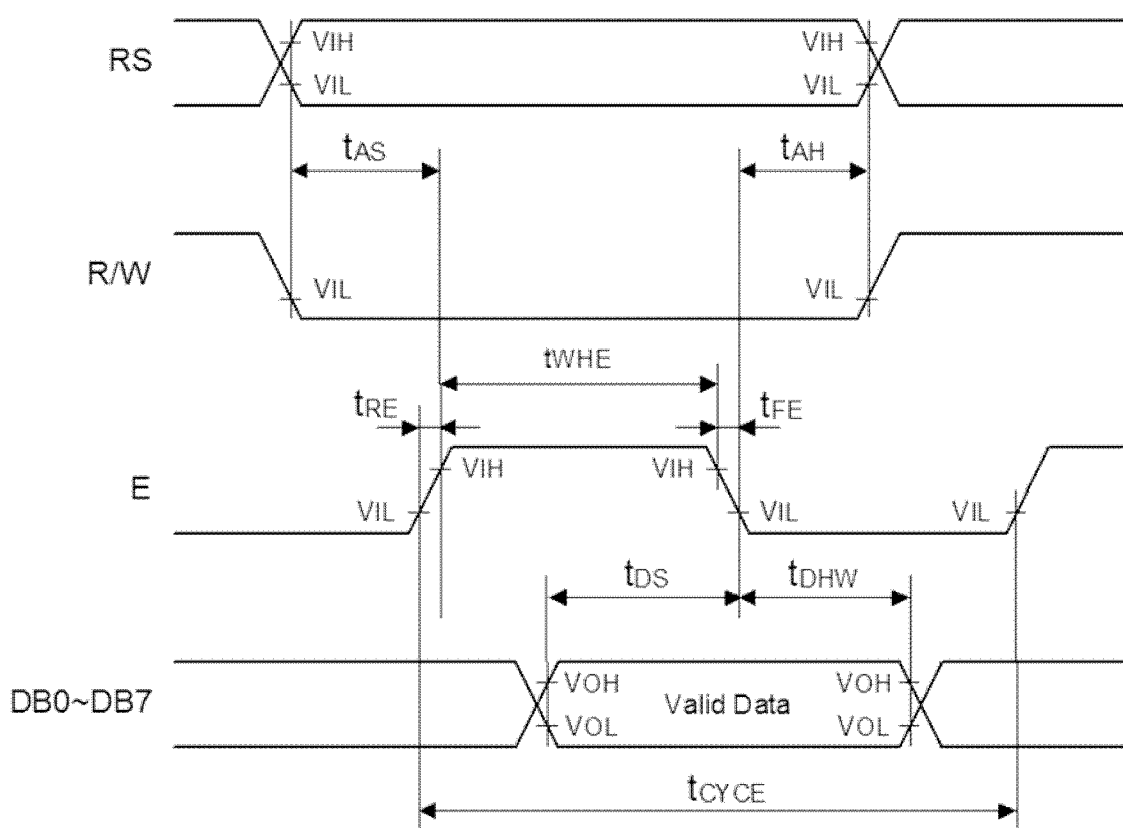 RS
VIH
VIL
VIH
VIL
tAS
tAH
R/W
VIL
VIL
tWHE
tRE
tFE
E
VIH
VIH
VIL
VIL
VIL
tDS
tDHW
DB0~DB7
VOH
VOL
Valid Data
VOH
VOL
tCYCE